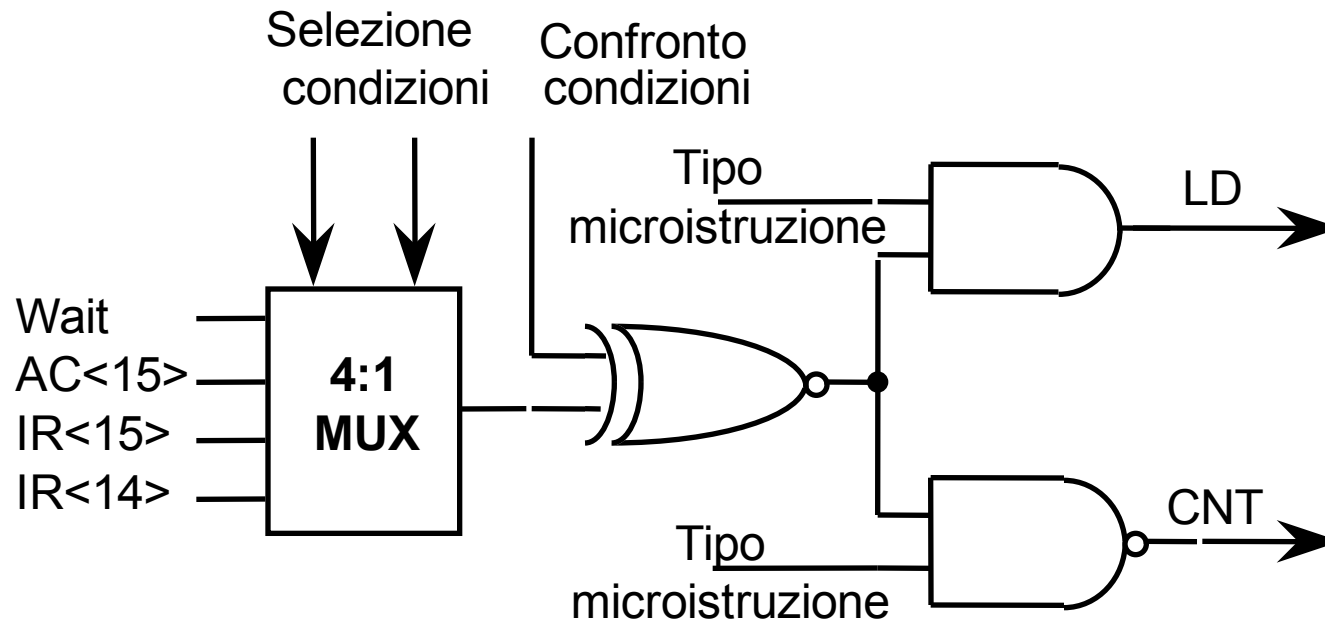 Selezione
condizioni
Confronto
condizioni
Tipo
microistruzione
LD
Wait
AC<15>
IR<15>
IR<14>
4:1
MUX
CNT
Tipo
microistruzione